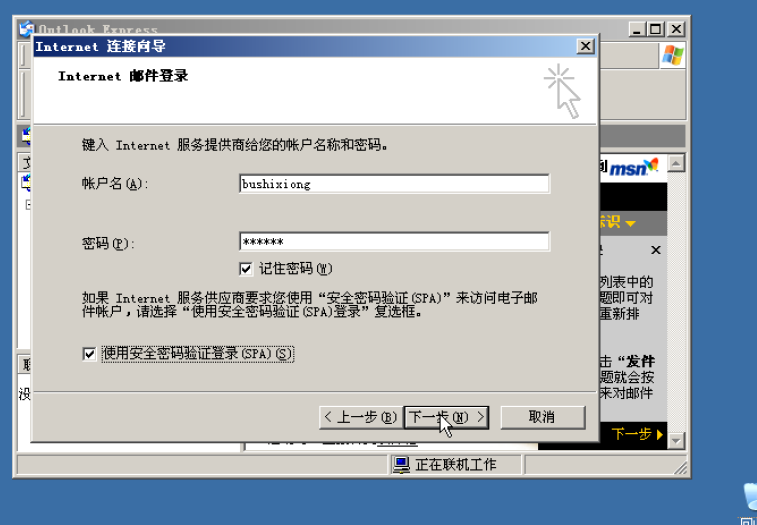 Outlook Express
Internet 连接向导
Internet 邮件登录
键入 Internet 服务提供商给您的帐户名称和密码。
帐户名(A):
bushixiong
密码(P):
******
记住密码(W)
如果 Internet 服务供应商要求您使用“安全密码验证(SPA)”来访问电子邮
件帐户，请选择“使用安全密码验证(SPA)登录”复选框。
使用安全密码验证登录(SPA)(S)
< 上一步(B)
下一步(N) >
取消
msn
标识
列表中的
题即可对
重新排
击“发件
题就会按
来对邮件
下一步
正在联机工作